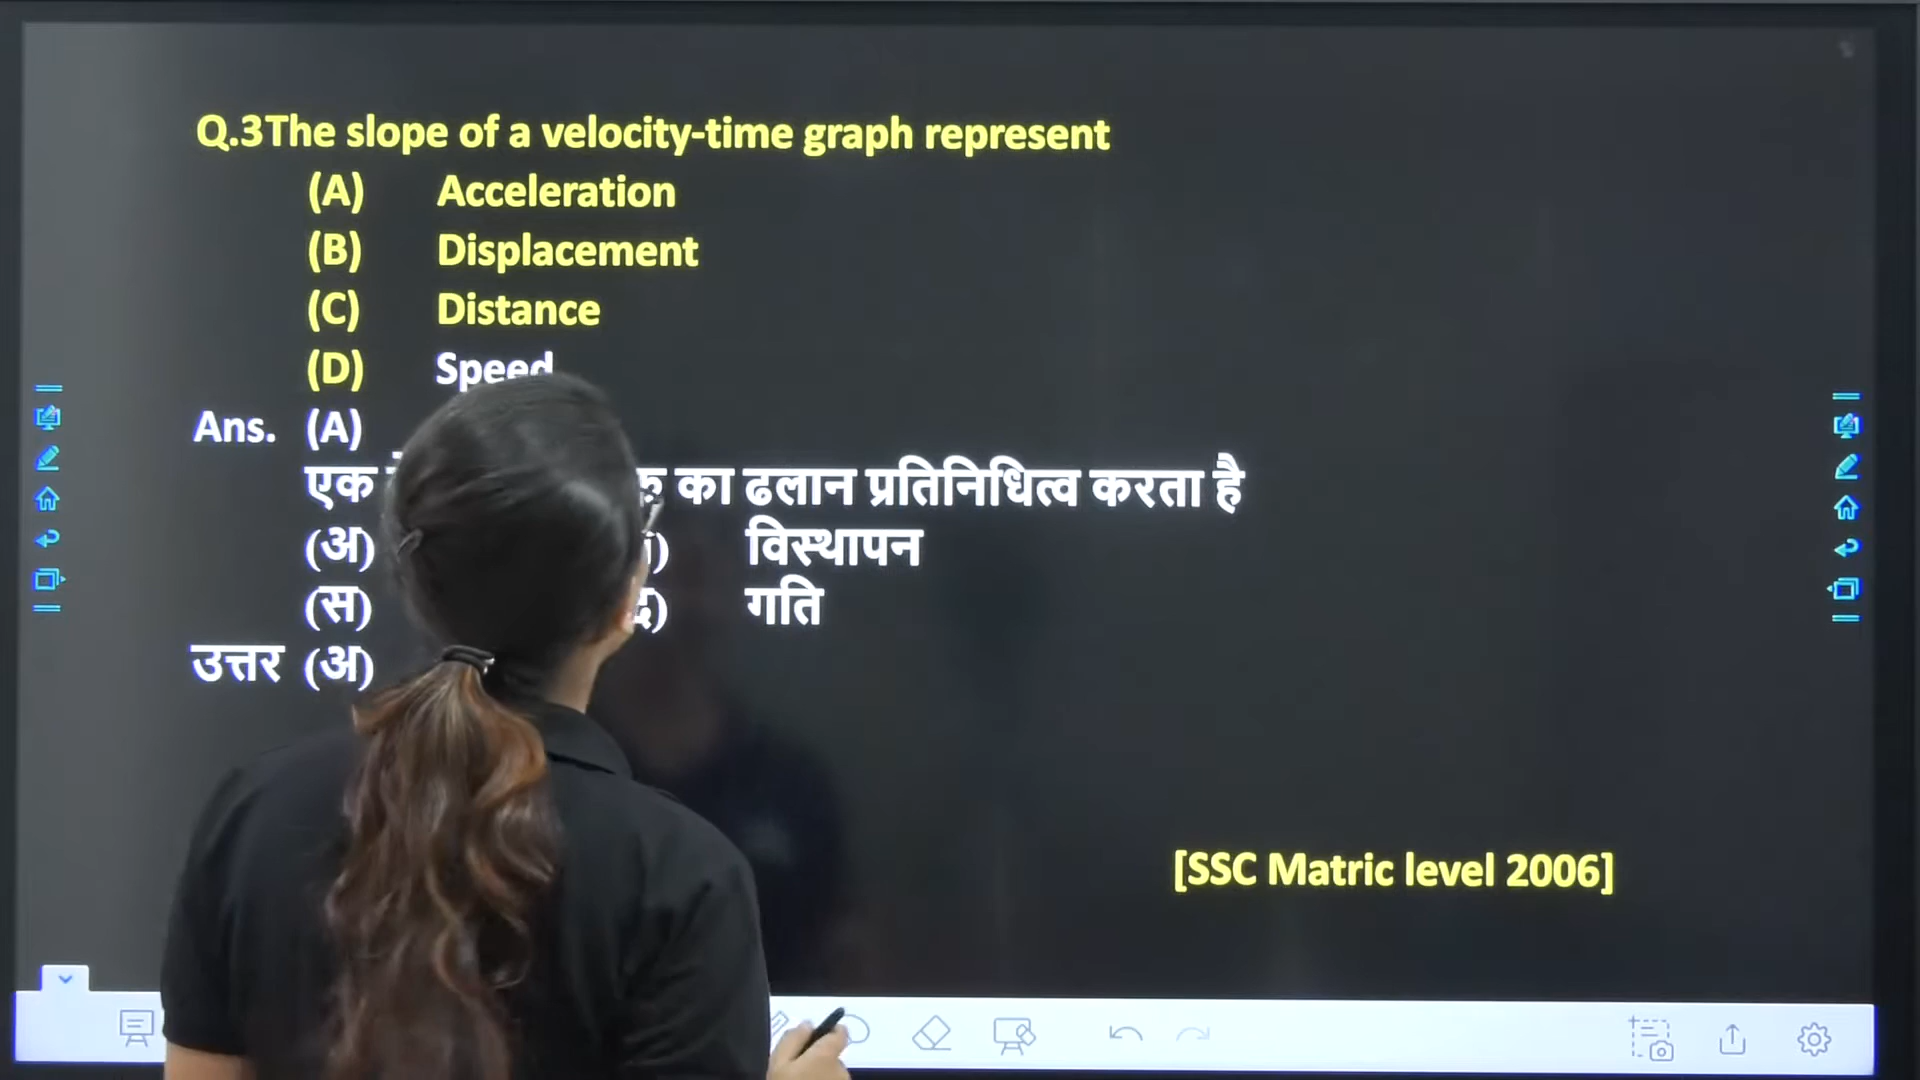 Q.3The slope of a velocity-time graph represent
(A) Acceleration
(B) Displacement
(C) Distance
(D) Speed
Ans. (A)
एक का ढलान प्रतिनिधित्व करता है
(अ) विस्थापन
(स) गति
उत्तर (अ)
[SSC Matric level 2006]